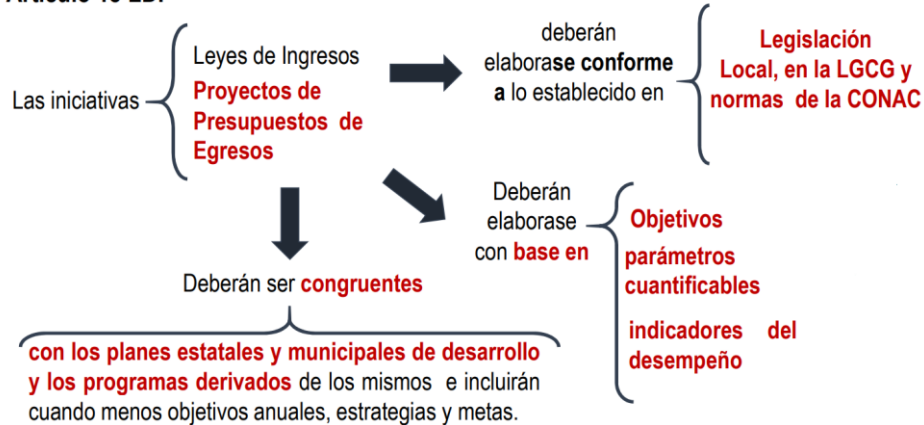 Las iniciativas
Leyes de Ingresos
Proyectos de
Presupuestos de
Egresos
deberán
elaborase conforme
a lo establecido en
Legislación
Local, en la LGCG y
normas de la CONAC
Deberán
elaborase
con base en
Objetivos
parámetros
cuantificables
indicadores del
desempeño
Deberán ser congruentes
con los planes estatales y municipales de desarrollo
y los programas derivados de los mismos e incluirán
cuando menos objetivos anuales, estrategias y metas.